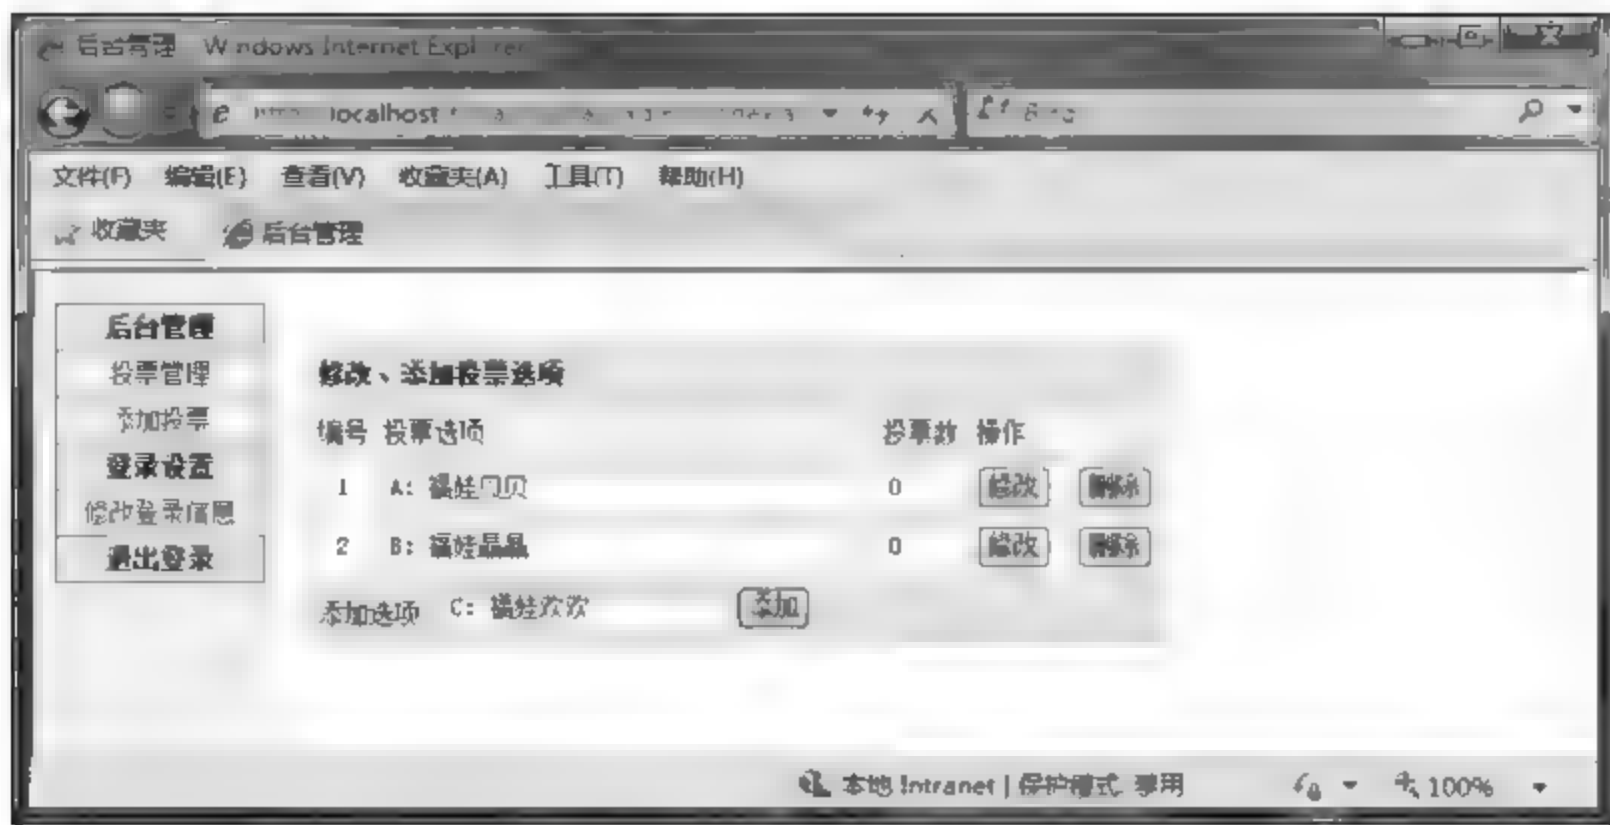 后台管理 Windows Internet Explorer
localhost
文件(F) 编辑(E) 查看(V) 收藏夹(A) 工具(T) 帮助(H)
收藏夹 后台管理
后台管理
投票管理
添加投票
登录设置
修改登录信息
退出登录
修改、添加投票选项
编号 投票选项 投票数 操作
1 A: 福娃贝贝 0 修改 删除
2 B: 福娃晶晶 0 修改 删除
添加选项 C: 福娃欢欢 添加
本地 Intranet | 保护模式: 禁用 100%